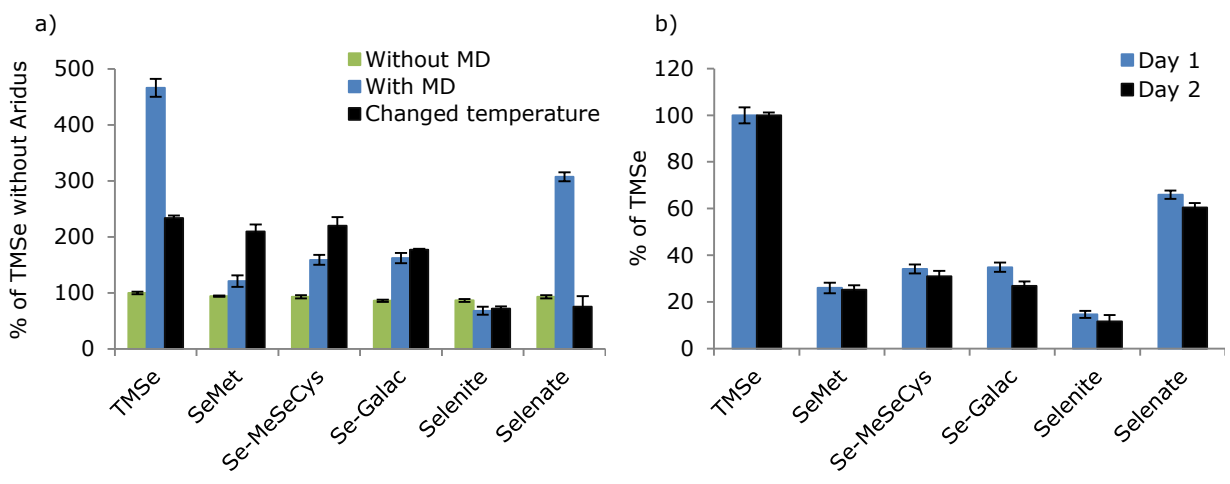 a)
% of TMSe without Aridus
500
400
300
200
100
0
Without MD
With MD
Changed temperature
TMSe
SeMet
Se-MeSeCys
Se-Galac
Selenite
Selenate
b)
% of TMSe
120
100
80
60
40
20
0
Day 1
Day 2
TMSe
SeMet
Se-MeSeCys
Se-Galac
Selenite
Selenate